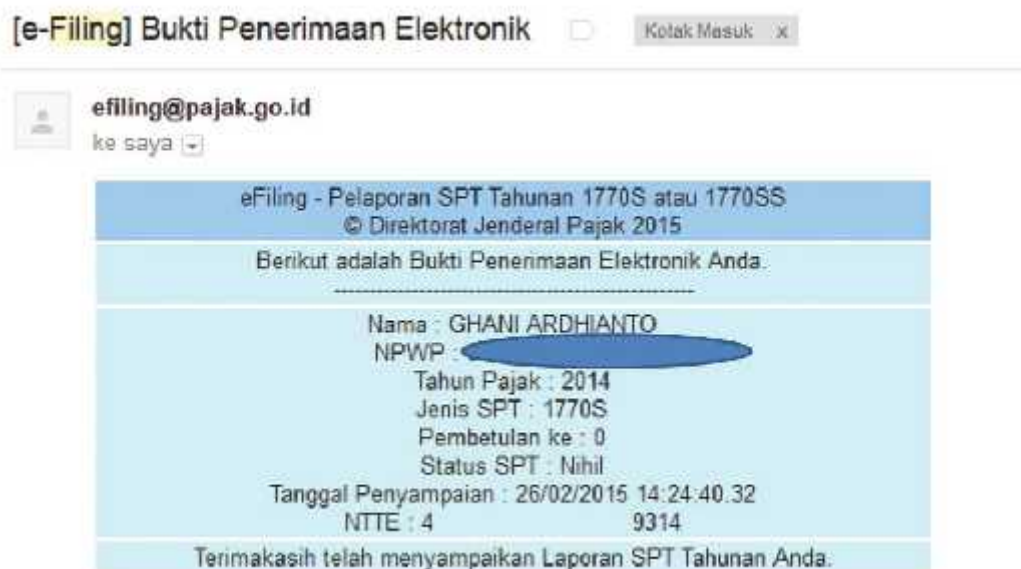 [e-Filing] Bukti Penerimaan Elektronik
Kotak Masuk x
efiling@pajak.go.id
ke saya
eFiling - Pelaporan SPT Tahunan 1770S atau 1770SS
© Direktorat Jenderal Pajak 2015
Berikut adalah Bukti Penerimaan Elektronik Anda.
----------------------------------------------------
Nama : GHANI ARDHIANTO
NPWP :
Tahun Pajak : 2014
Jenis SPT : 1770S
Pembetulan ke : 0
Status SPT : Nihil
Tanggal Penyampaian : 26/02/2015 14:24:40.32
NTTE : 4 9314
Terimakasih telah menyampaikan Laporan SPT Tahunan Anda.